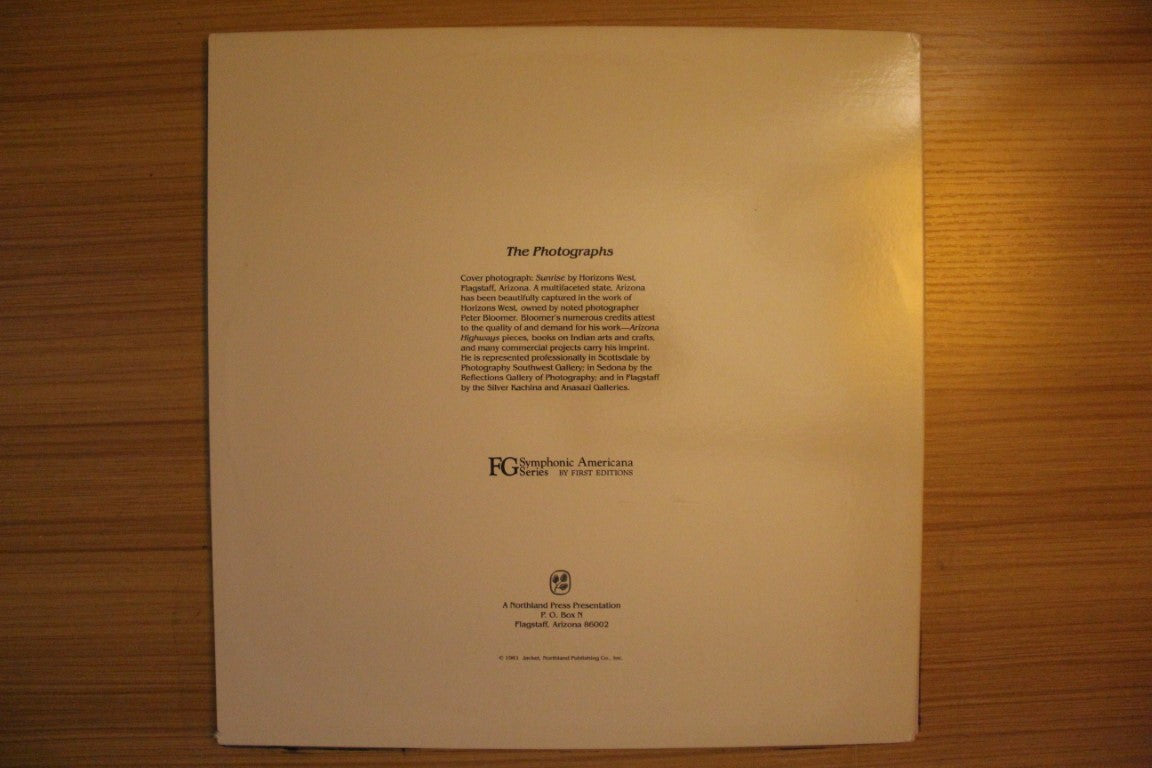 The Photographs
Cover photograph: Sunrise by Horizons West,
Flagstaff, Arizona. A multifaceted state, Arizona
has been beautifully captured in the work of
Horizons West, owned by noted photographer
Peter Bloomer. Bloomer's numerous credits attest
to the quality of and demand for his work—Arizona
Highways pieces, books on Indian arts and crafts,
and many commercial projects carry his imprint.
He is represented professionally in Scottsdale by
Photography Southwest Gallery; in Sedona by the
Reflections Gallery of Photography; and in Flagstaff
by the Silver Kachina and Anasazi Galleries.
FG Symphonic Americana
Series BY FIRST EDITIONS
A Northland Press Presentation
P. O. Box N
Flagstaff, Arizona 86002
© Jacket, Northland Publishing Co., Inc.